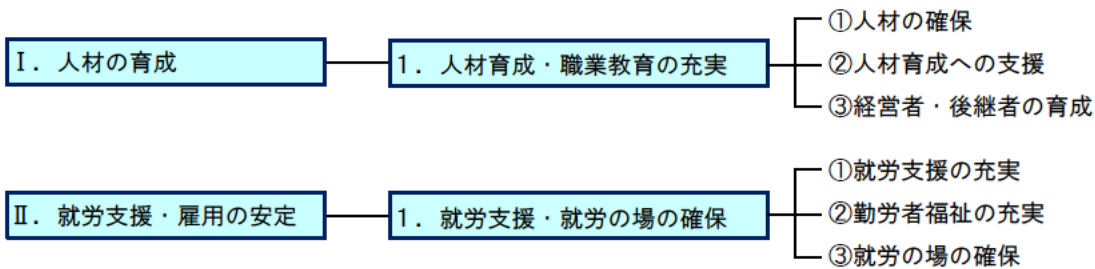 Ⅰ．人材の育成
1．人材育成・職業教育の充実
①人材の確保
②人材育成への支援
③経営者・後継者の育成
Ⅱ．就労支援・雇用の安定
1．就労支援・就労の場の確保
①就労支援の充実
②勤労者福祉の充実
③就労の場の確保